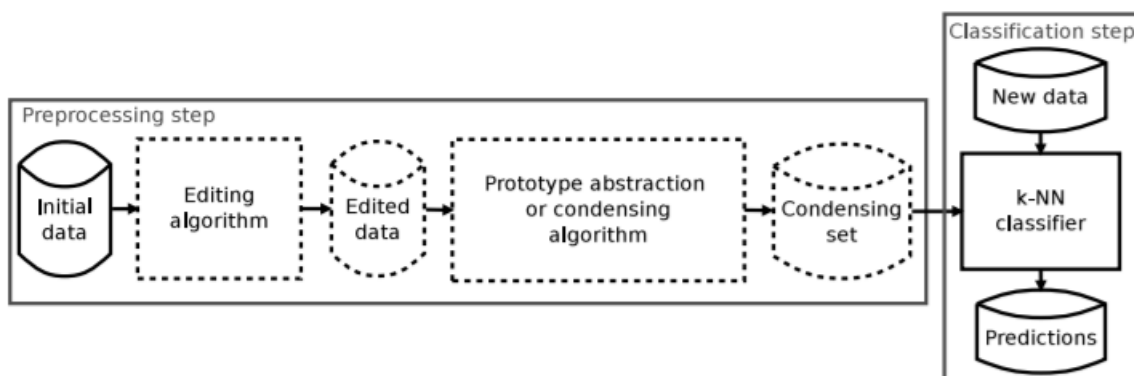 Classification step
New data
Preprocessing step
Initial
data
Editing
algorithm
Edited
data
Prototype abstraction
or condensing
algorithm
Condensing
set
k-NN
classifier
Predictions